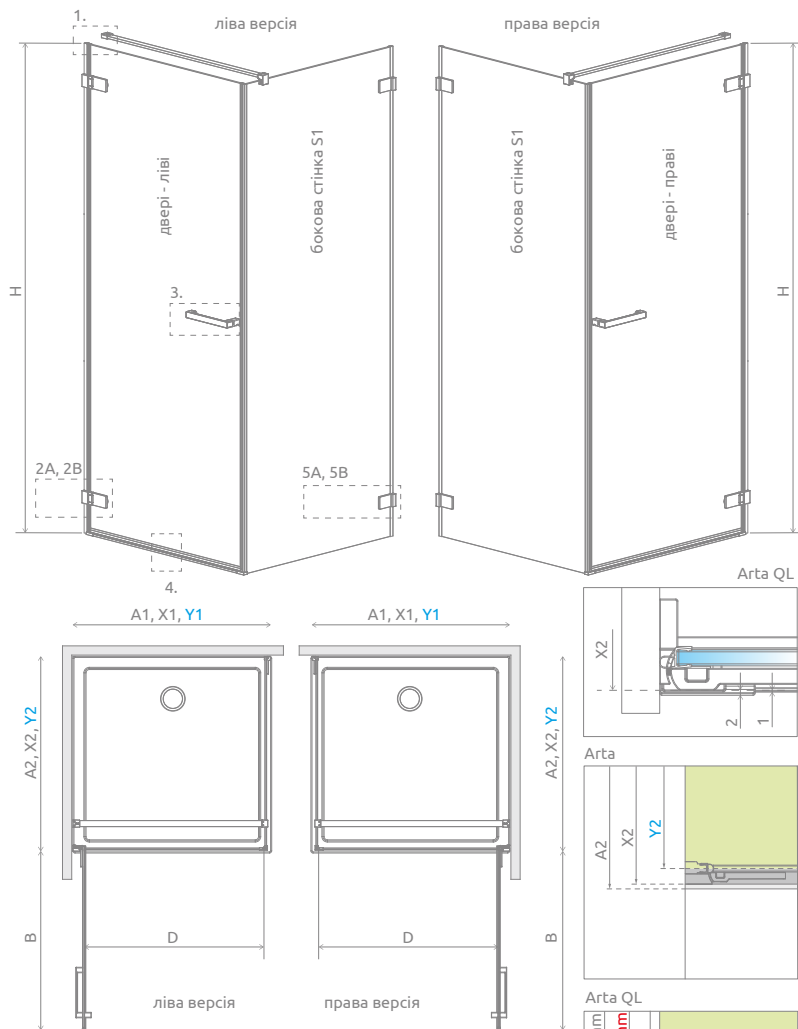 1.
ліва версія
права версія
H
двері - ліві
бокова стінка S1
бокова стінка S1
двері - праві
H
3.
2A, 2B
5A, 5B
4.
Arta QL
X2
2
1
A1, X1, Y1
A1, X1, Y1
A2, X2, Y2
A2, X2, Y2
Arta
A2
X2
Y2
B
D
D
B
ліва версія
права версія
Arta QL